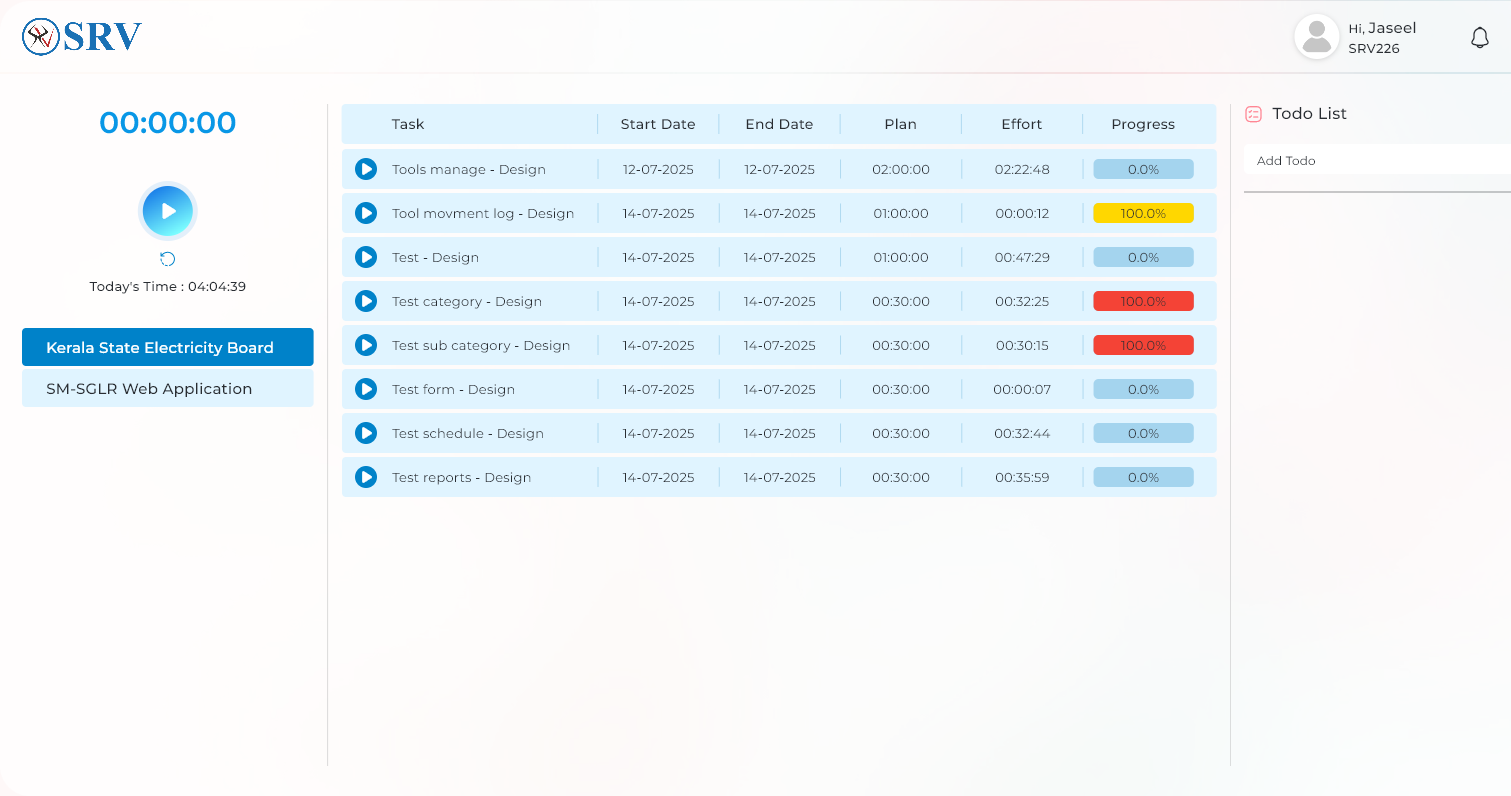 SRV
Hi, Jaseel
SRV226
00:00:00
Today's Time : 04:04:39
Kerala State Electricity Board
SM-SGLR Web Application
Task Start Date End Date Plan Effort Progress
Tools manage - Design 12-07-2025 12-07-2025 02:00:00 02:22:48 0.0%
Tool movment log - Design 14-07-2025 14-07-2025 01:00:00 00:00:12 100.0%
Test - Design 14-07-2025 14-07-2025 01:00:00 00:47:29 0.0%
Test category - Design 14-07-2025 14-07-2025 00:30:00 00:32:25 100.0%
Test sub category - Design 14-07-2025 14-07-2025 00:30:00 00:30:15 100.0%
Test form - Design 14-07-2025 14-07-2025 00:30:00 00:00:07 0.0%
Test schedule - Design 14-07-2025 14-07-2025 00:30:00 00:32:44 0.0%
Test reports - Design 14-07-2025 14-07-2025 00:30:00 00:35:59 0.0%
Todo List
Add Todo